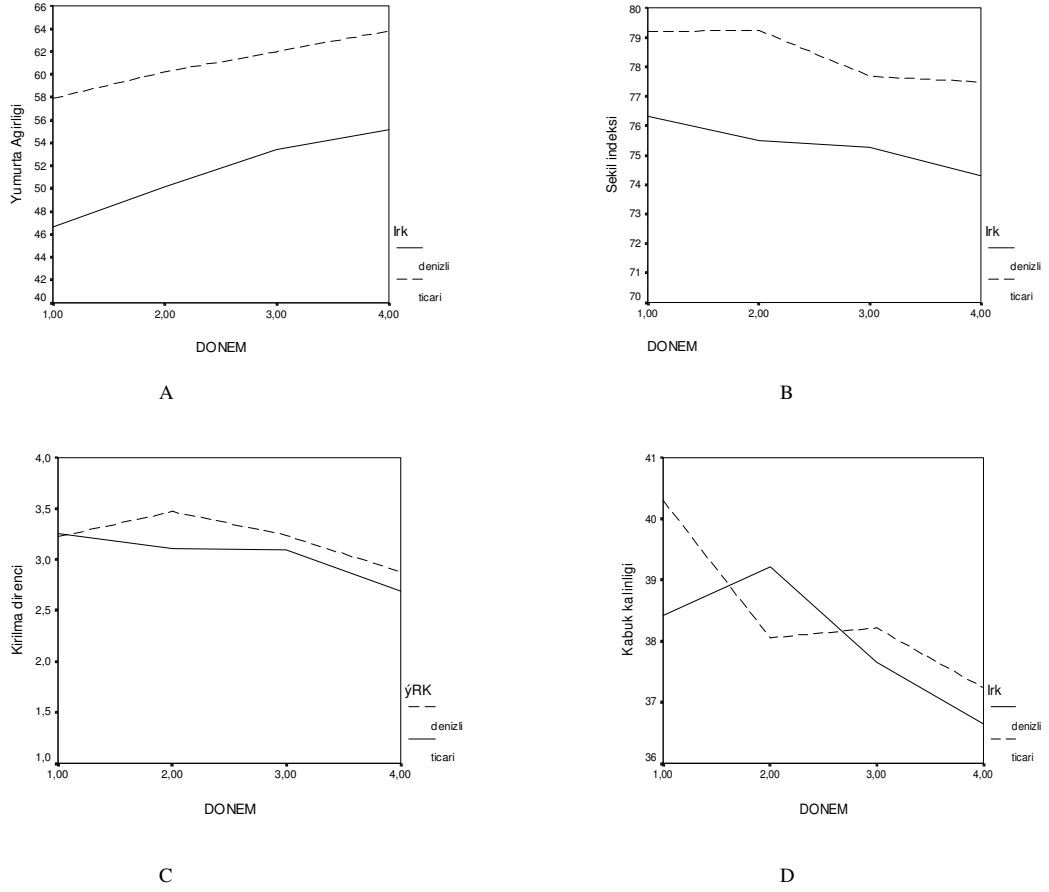 66
64
62
60
58
56
54
52
50
48
46
44
42
40
Yumurta Agirligi
1,00 2,00 3,00 4,00
DONEM
Irk
denizli
ticari
A
80
79
78
77
76
75
74
73
72
71
70
Sekil indeksi
1,00 2,00 3,00 4,00
DONEM
Irk
denizli
ticari
B
4,0
3,5
3,0
2,5
2,0
1,5
1,0
Kirilma direnci
1,00 2,00 3,00 4,00
DONEM
ýRK
denizli
ticari
C
41
40
39
38
37
36
Kabuk kalinligi
1,00 2,00 3,00 4,00
DONEM
Irk
denizli
ticari
D